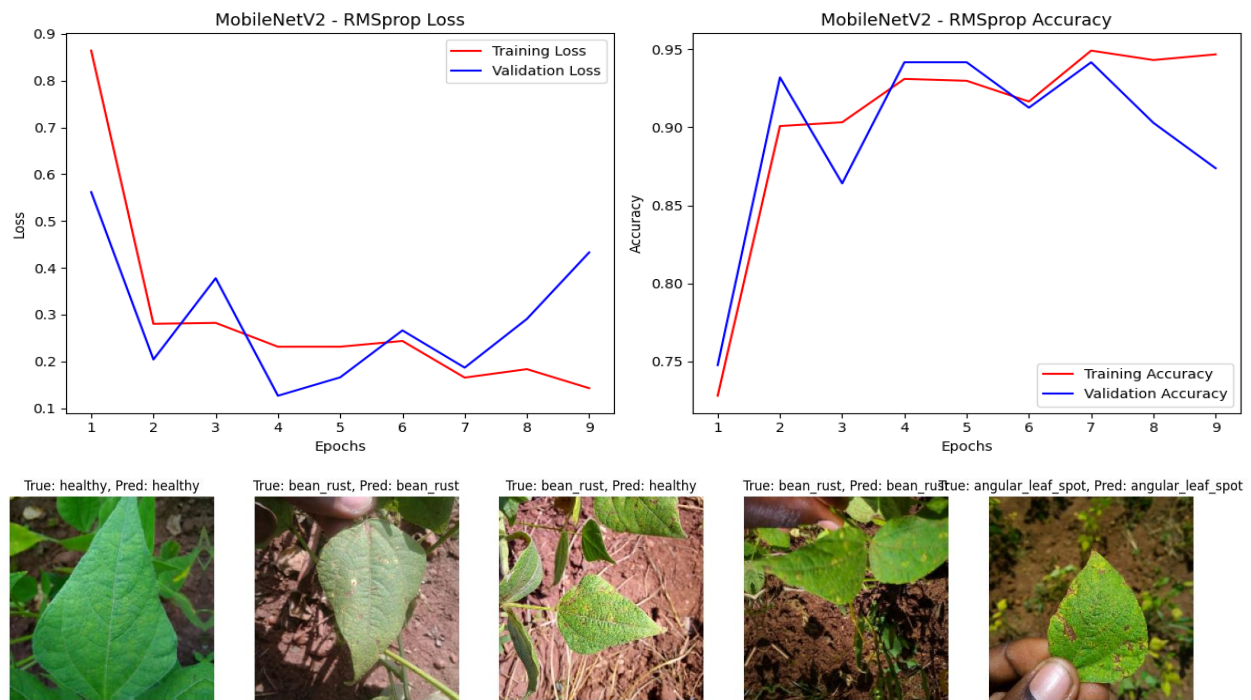 MobileNetV2 - RMSprop Loss
0.9
0.8
0.7
0.6
0.5
0.4
0.3
0.2
0.1
Loss
Training Loss
Validation Loss
1 2 3 4 5 6 7 8 9
Epochs
MobileNetV2 - RMSprop Accuracy
0.95
0.90
0.85
0.80
0.75
Accuracy
Training Accuracy
Validation Accuracy
1 2 3 4 5 6 7 8 9
Epochs
True: healthy, Pred: healthy
True: bean_rust, Pred: bean_rust
True: bean_rust, Pred: healthy
True: bean_rust, Pred: bean_rust
True: angular_leaf_spot, Pred: angular_leaf_spot